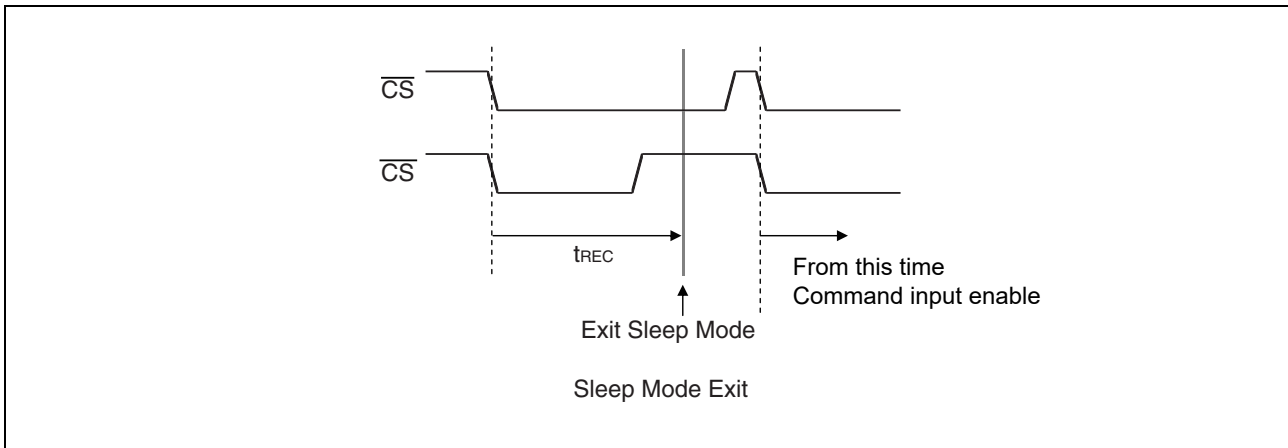 CS
CS
tREC
From this time
Command input enable
Exit Sleep Mode
Sleep Mode Exit